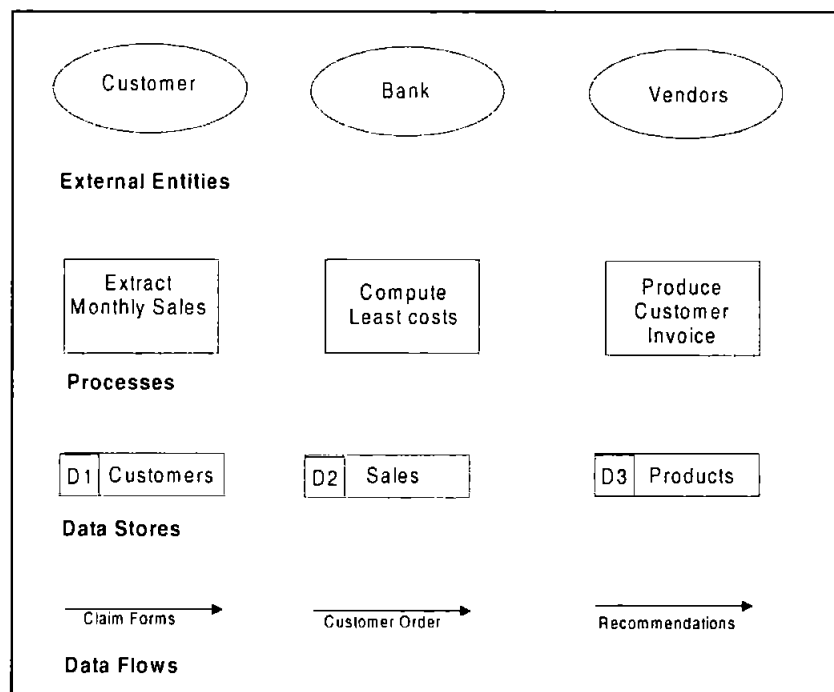 Customer
Bank
Vendors
External Entities
Extract
Monthly Sales
Compute
Least costs
Produce
Customer
Invoice
Processes
D1 Customers
D2 Sales
D3 Products
Data Stores
Claim Forms
Customer Order
Recommendations
Data Flows